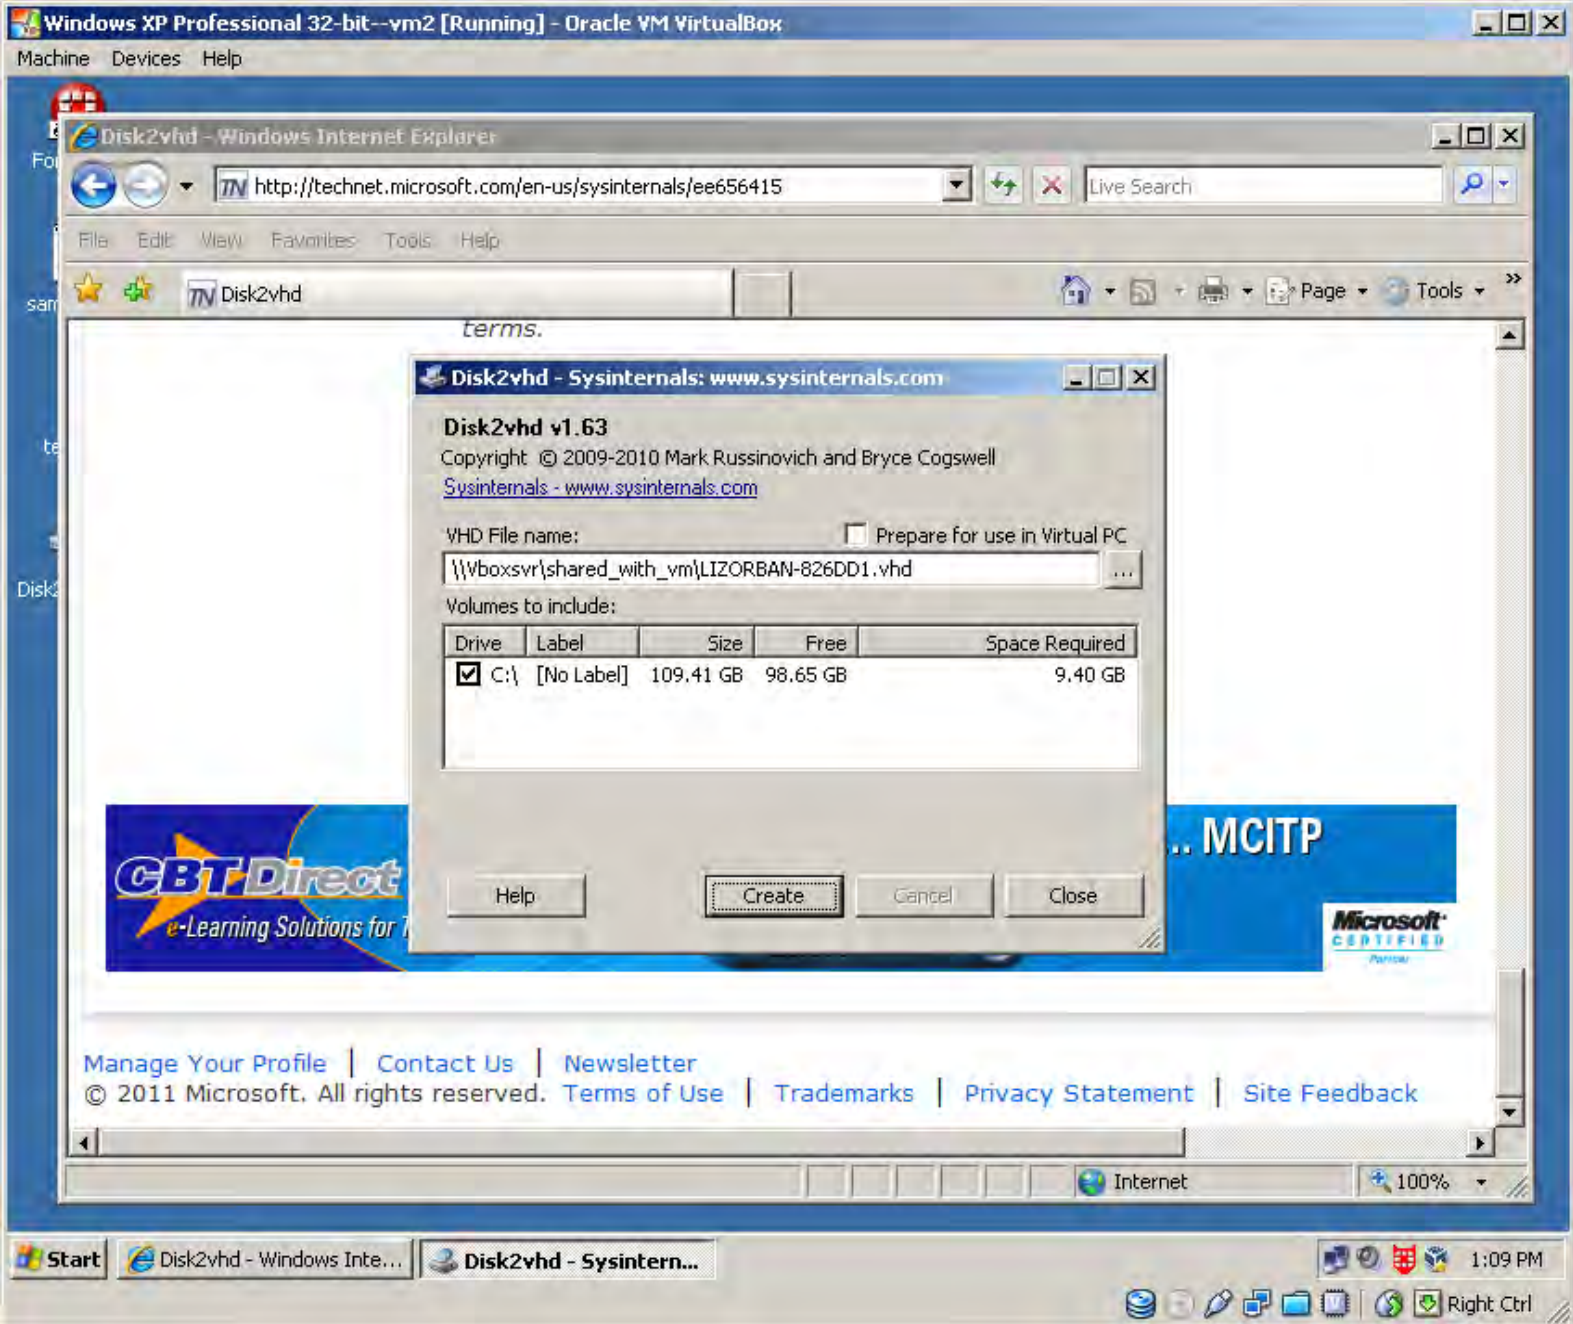 Windows XP Professional 32-bit--vm2 [Running] - Oracle VM VirtualBox
Machine Devices Help
Disk2vhd - Windows Internet Explorer
http://technet.microsoft.com/en-us/sysinternals/ee656415
Live Search
File Edit View Favorites Tools Help
Disk2vhd
Page Tools
terms.
Disk2vhd - Sysinternals: www.sysinternals.com
Disk2vhd v1.63
Copyright © 2009-2010 Mark Russinovich and Bryce Cogswell
Sysinternals - www.sysinternals.com
VHD File name:
Prepare for use in Virtual PC
\\Vboxsvr\shared_with_vm\LIZORBAN-826DD1.vhd
...
Volumes to include:
Drive Label Size Free Space Required
C:\ [No Label] 109.41 GB 98.65 GB 9.40 GB
Help Create Cancel Close
CBT Direct
e-Learning Solutions for
.. MCITP
Microsoft
CERTIFIED
Partner
Manage Your Profile | Contact Us | Newsletter
© 2011 Microsoft. All rights reserved. Terms of Use | Trademarks | Privacy Statement | Site Feedback
Internet
100%
Start
Disk2vhd - Windows Inte...
Disk2vhd - Sysintern...
1:09 PM
Right Ctrl